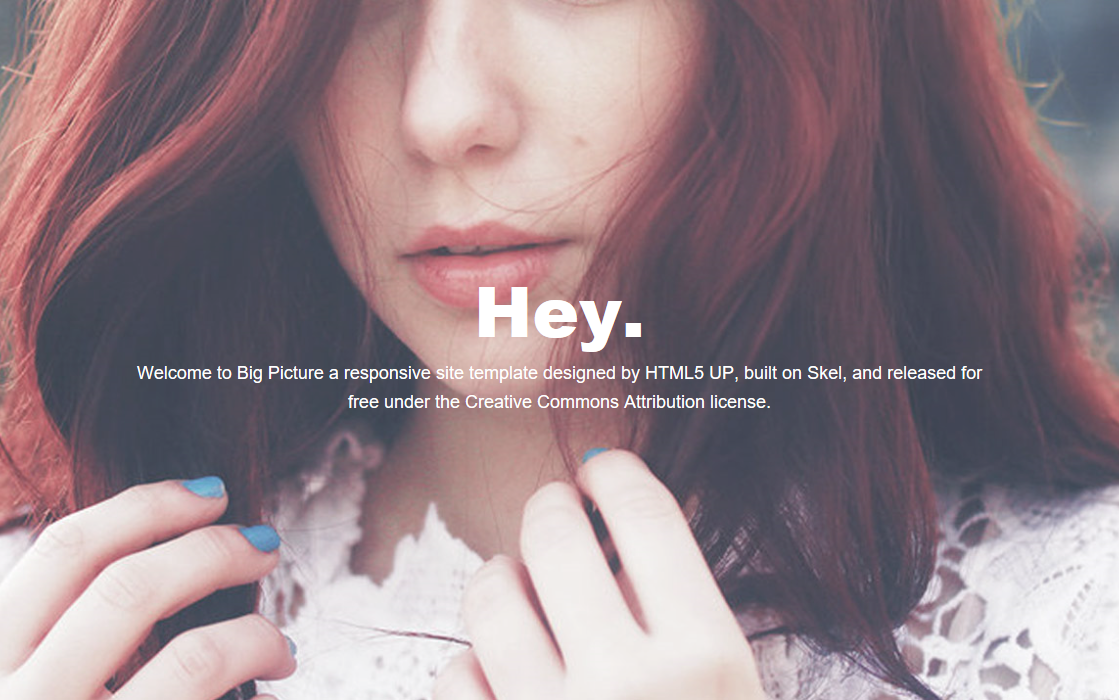 Hey.
Welcome to Big Picture a responsive site template designed by HTML5 UP, built on Skel, and released for
free under the Creative Commons Attribution license.